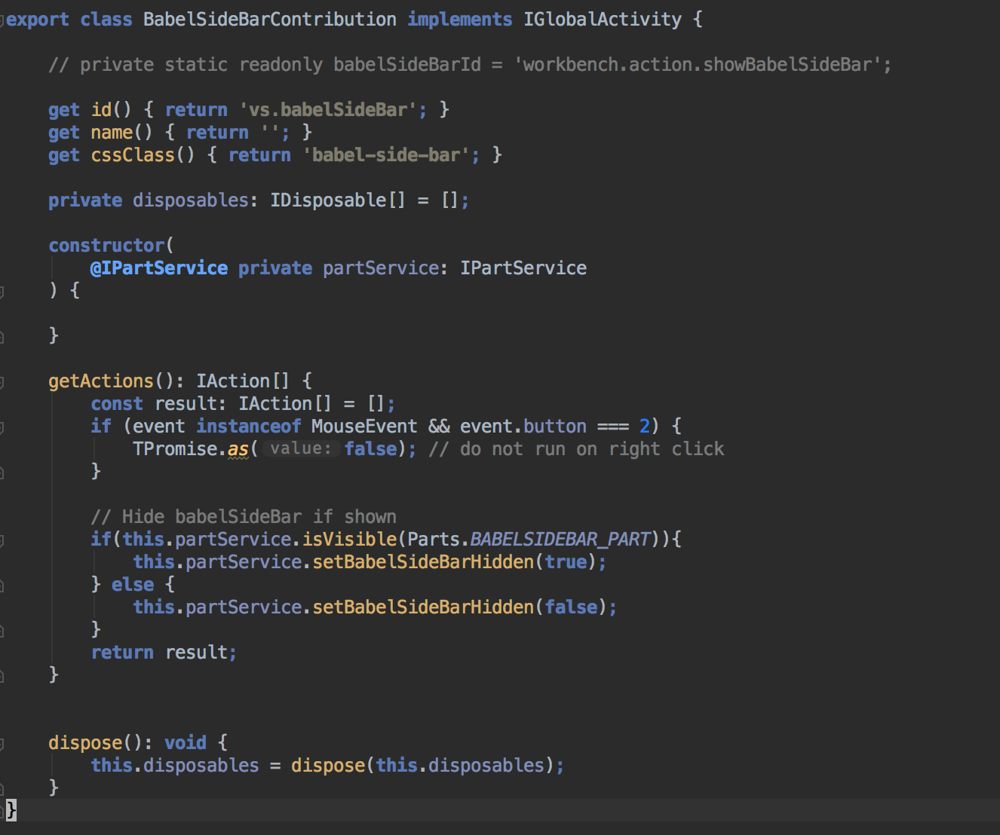 export class BabelSideBarContribution implements IGlobalActivity {
// private static readonly babelSideBarId = 'workbench.action.showBabelSideBar';
get id() { return 'vs.babelSideBar'; }
get name() { return ''; }
get cssClass() { return 'babel-side-bar'; }
private disposables: IDisposable[] = [];
constructor(
@IPartService private partService: IPartService
) {
}
getActions(): IAction[] {
const result: IAction[] = [];
if (event instanceof MouseEvent && event.button === 2) {
TPromise.as( value: false); // do not run on right click
}
// Hide babelSideBar if shown
if(this.partService.isVisible(Parts.BABELSIDEBAR_PART)){
this.partService.setBabelSideBarHidden(true);
} else {
this.partService.setBabelSideBarHidden(false);
}
return result;
}
dispose(): void {
this.disposables = dispose(this.disposables);
}
}